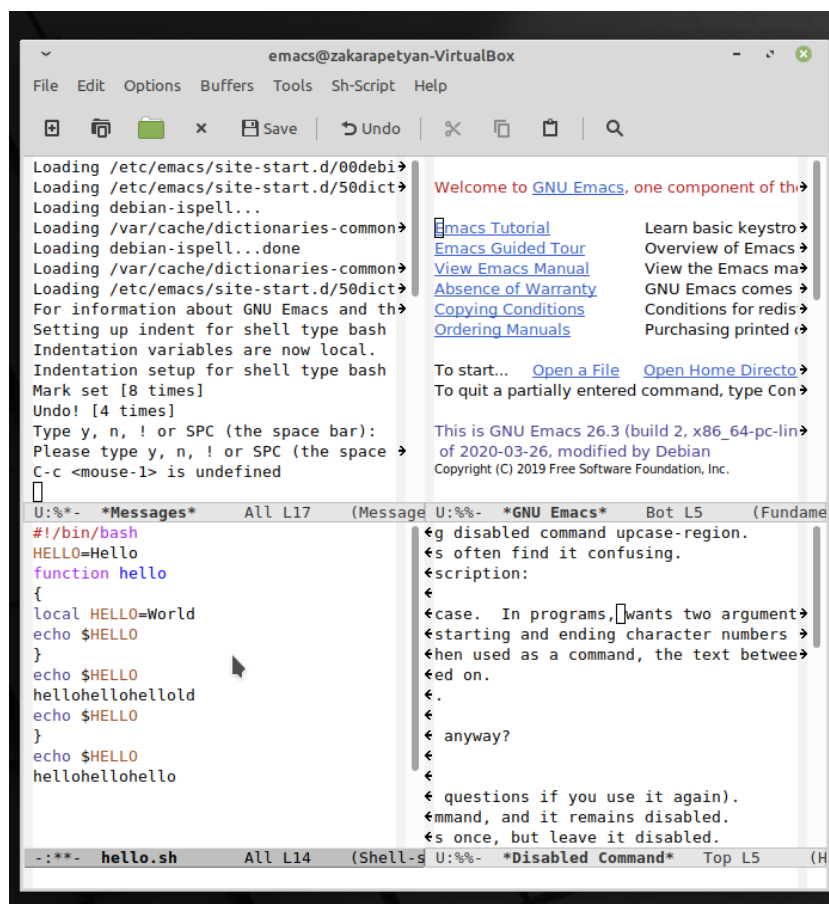 emacs@zakarapetyan-VirtualBox
File Edit Options Buffers Tools Sh-Script Help
Save Undo
Loading /etc/emacs/site-start.d/00debi
Loading /etc/emacs/site-start.d/50dict
Loading debian-ispell...
Loading /var/cache/dictionaries-common
Loading debian-ispell...done
Loading /var/cache/dictionaries-common
Loading /etc/emacs/site-start.d/50dict
For information about GNU Emacs and th
Setting up indent for shell type bash
Indentation variables are now local.
Indentation setup for shell type bash
Mark set [8 times]
Undo! [4 times]
Type y, n, ! or SPC (the space bar):
Please type y, n, ! or SPC (the space
C-c <mouse-1> is undefined
U:%*- *Messages* All L17 (Message
Welcome to GNU Emacs, one component of th
Emacs Tutorial Learn basic keystro
Emacs Guided Tour Overview of Emacs
View Emacs Manual View the Emacs ma
Absence of Warranty GNU Emacs comes
Copying Conditions Conditions for redis
Ordering Manuals Purchasing printed
To start... Open a File Open Home Directo
To quit a partially entered command, type Con
This is GNU Emacs 26.3 (build 2, x86_64-pc-lin
of 2020-03-26, modified by Debian
Copyright (C) 2019 Free Software Foundation, Inc.
U:%%- *GNU Emacs* Bot L5 (Fundame
#!/bin/bash
HELLO=Hello
function hello
{
local HELLO=World
echo $HELLO
}
echo $HELLO
hellohellohellold
echo $HELLO
}
echo $HELLO
hellohellohello
-:**- hello.sh All L14 (Shell-s
g disabled command upcase-region.
s often find it confusing.
scription:
case. In programs, wants two argument
starting and ending character numbers
hen used as a command, the text betwee
ed on.
.
anyway?
questions if you use it again).
mmand, and it remains disabled.
s once, but leave it disabled.
U:%%- *Disabled Command* Top L5 (H